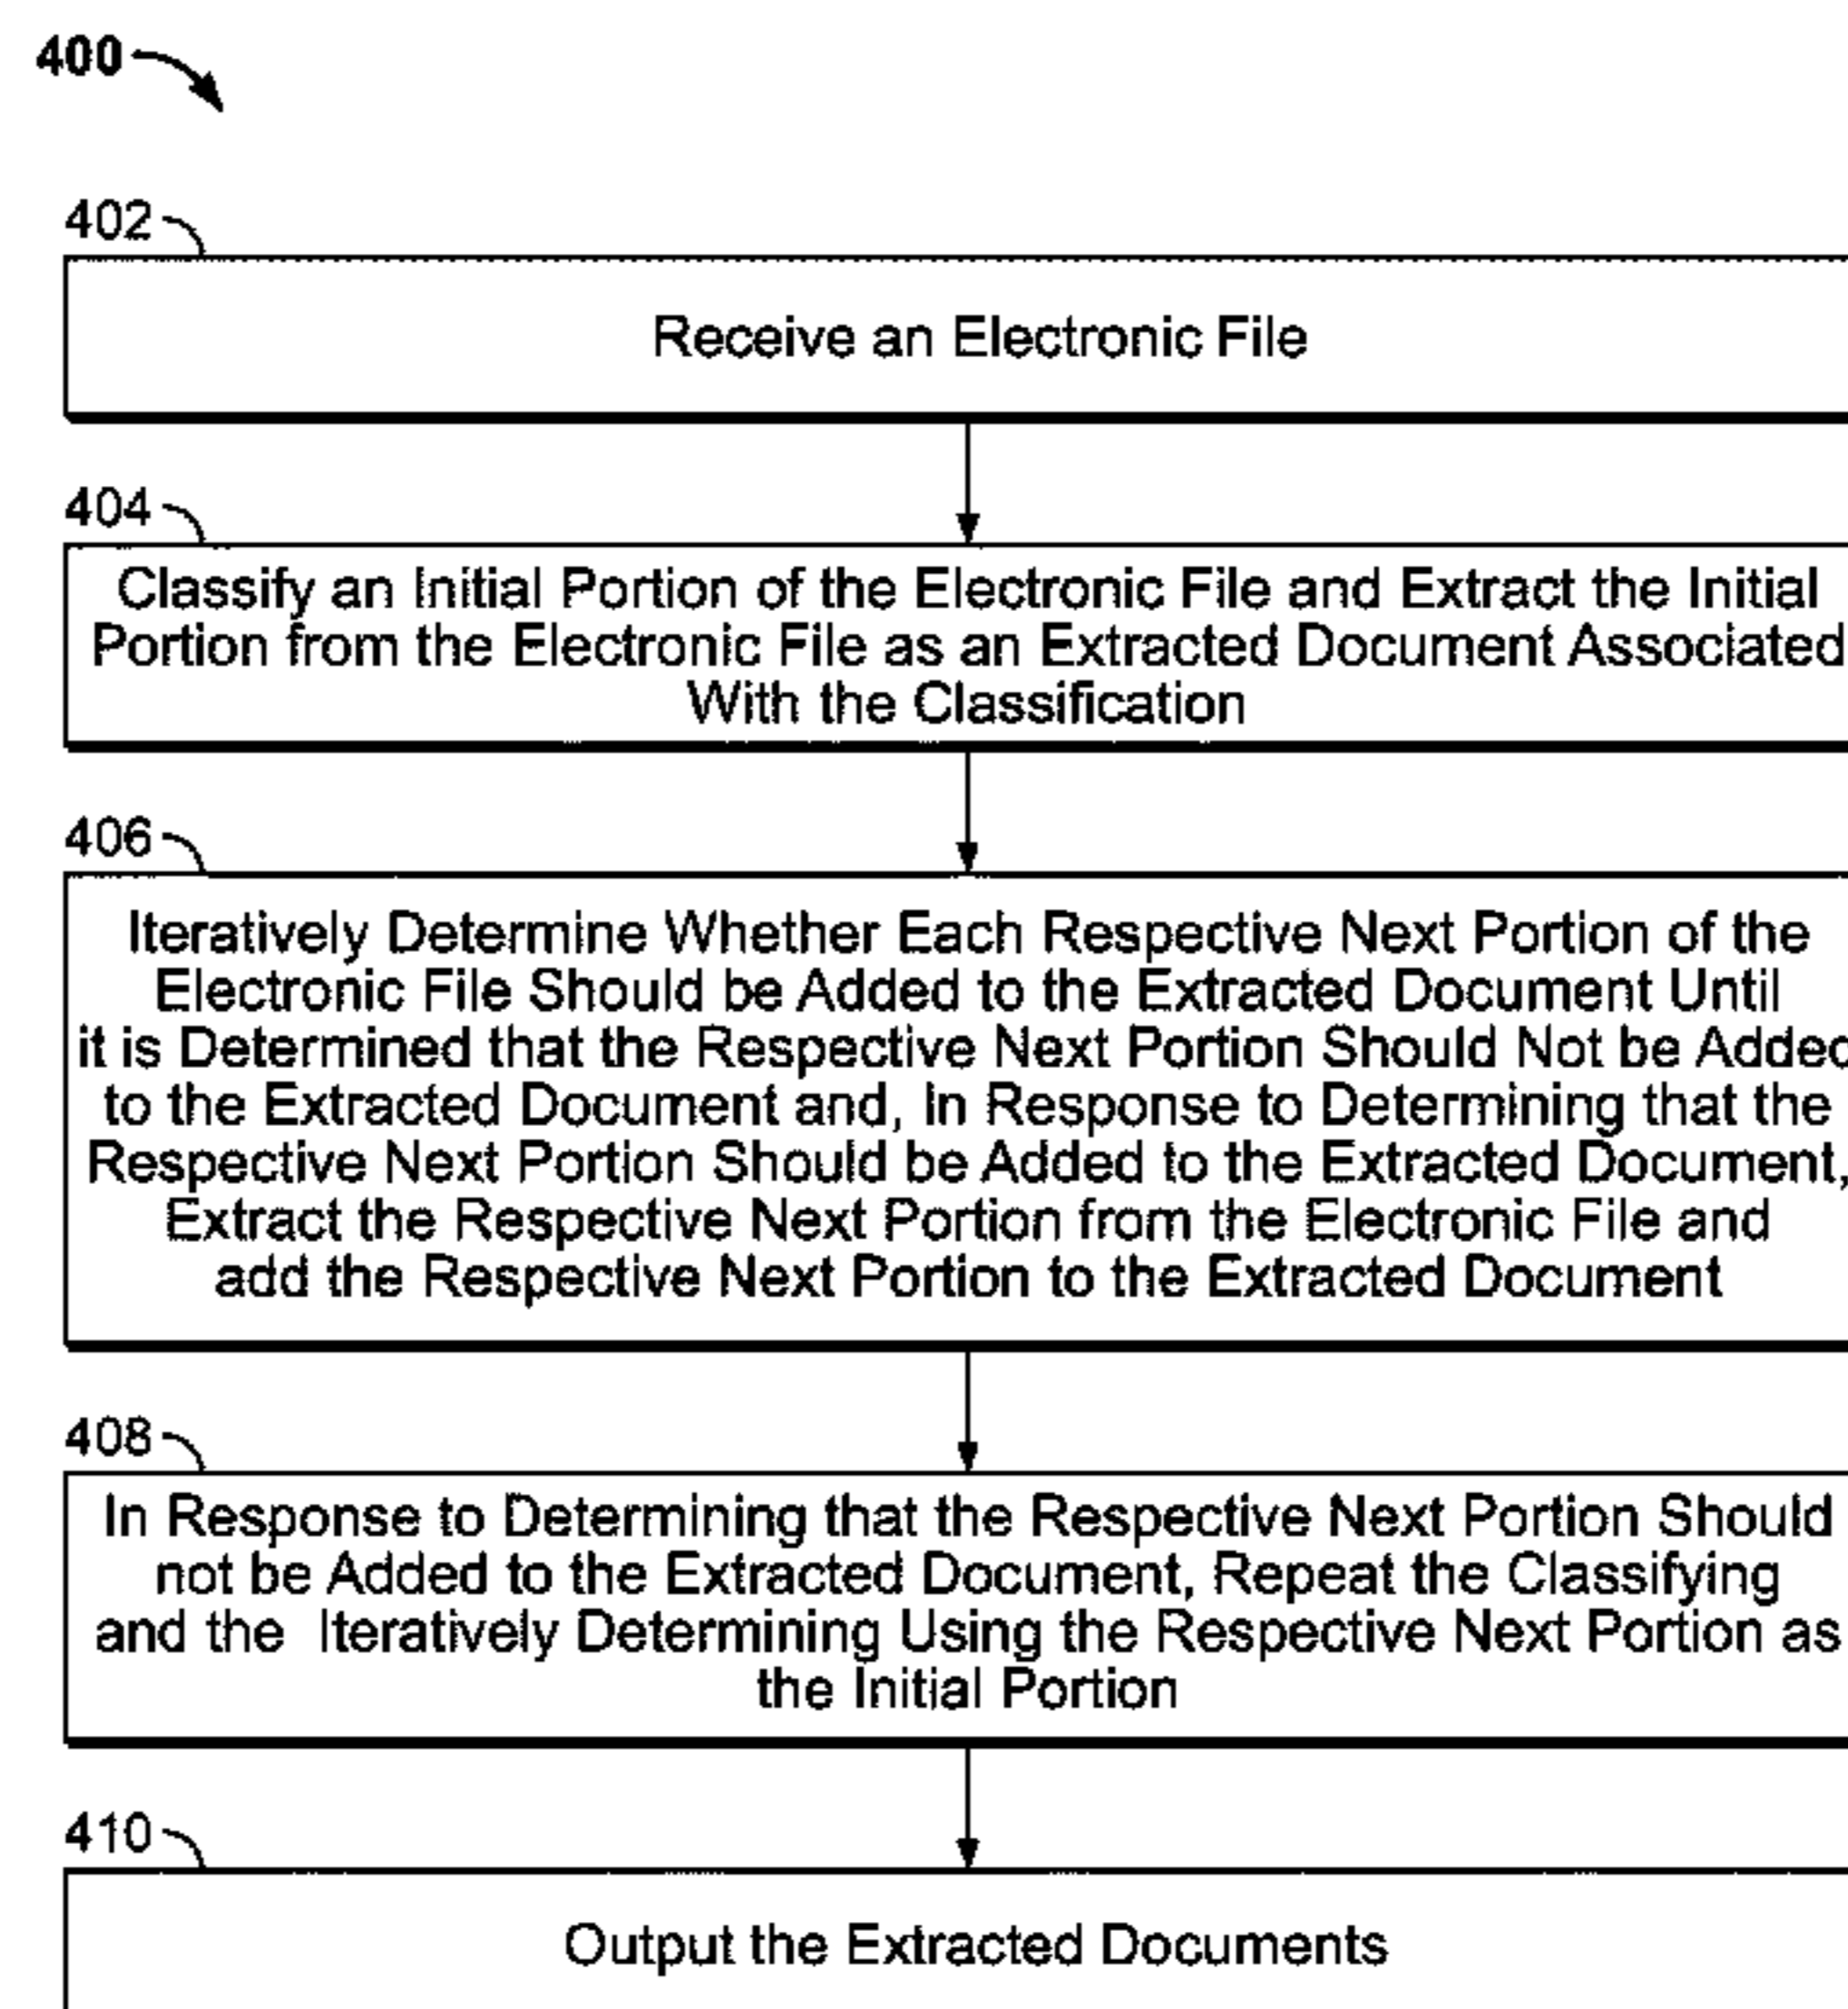 400
402
Receive an Electronic File
404
Classify an Initial Portion of the Electronic File and Extract the Initial
Portion from the Electronic File as an Extracted Document Associated
With the Classification
406
Iteratively Determine Whether Each Respective Next Portion of the
Electronic File Should be Added to the Extracted Document Until
it is Determined that the Respective Next Portion Should Not be Added
to the Extracted Document and, In Response to Determining that the
Respective Next Portion Should be Added to the Extracted Document,
Extract the Respective Next Portion from the Electronic File and
add the Respective Next Portion to the Extracted Document
408
In Response to Determining that the Respective Next Portion Should
not be Added to the Extracted Document, Repeat the Classifying
and the Iteratively Determining Using the Respective Next Portion as
the Initial Portion
410
Output the Extracted Documents